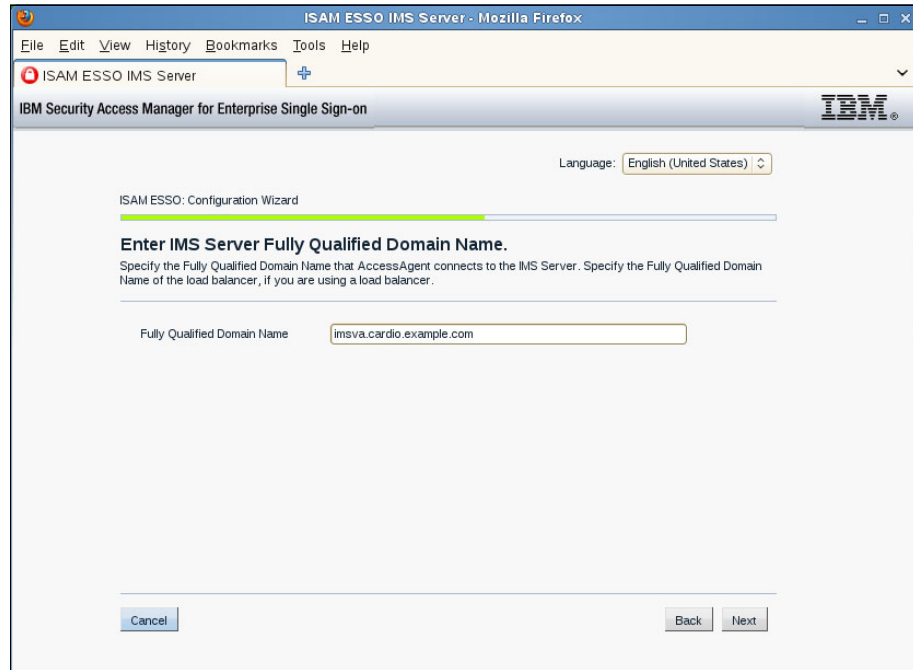 ISAM ESSO IMS Server - Mozilla Firefox
File Edit View History Bookmarks Tools Help
ISAM ESSO IMS Server
IBM Security Access Manager for Enterprise Single Sign-on
IBM®
Language: English (United States)
ISAM ESSO: Configuration Wizard
Enter IMS Server Fully Qualified Domain Name.
Specify the Fully Qualified Domain Name that AccessAgent connects to the IMS Server. Specify the Fully Qualified Domain
Name of the load balancer, if you are using a load balancer.
Fully Qualified Domain Name imsva.cardio.example.com
Cancel Back Next